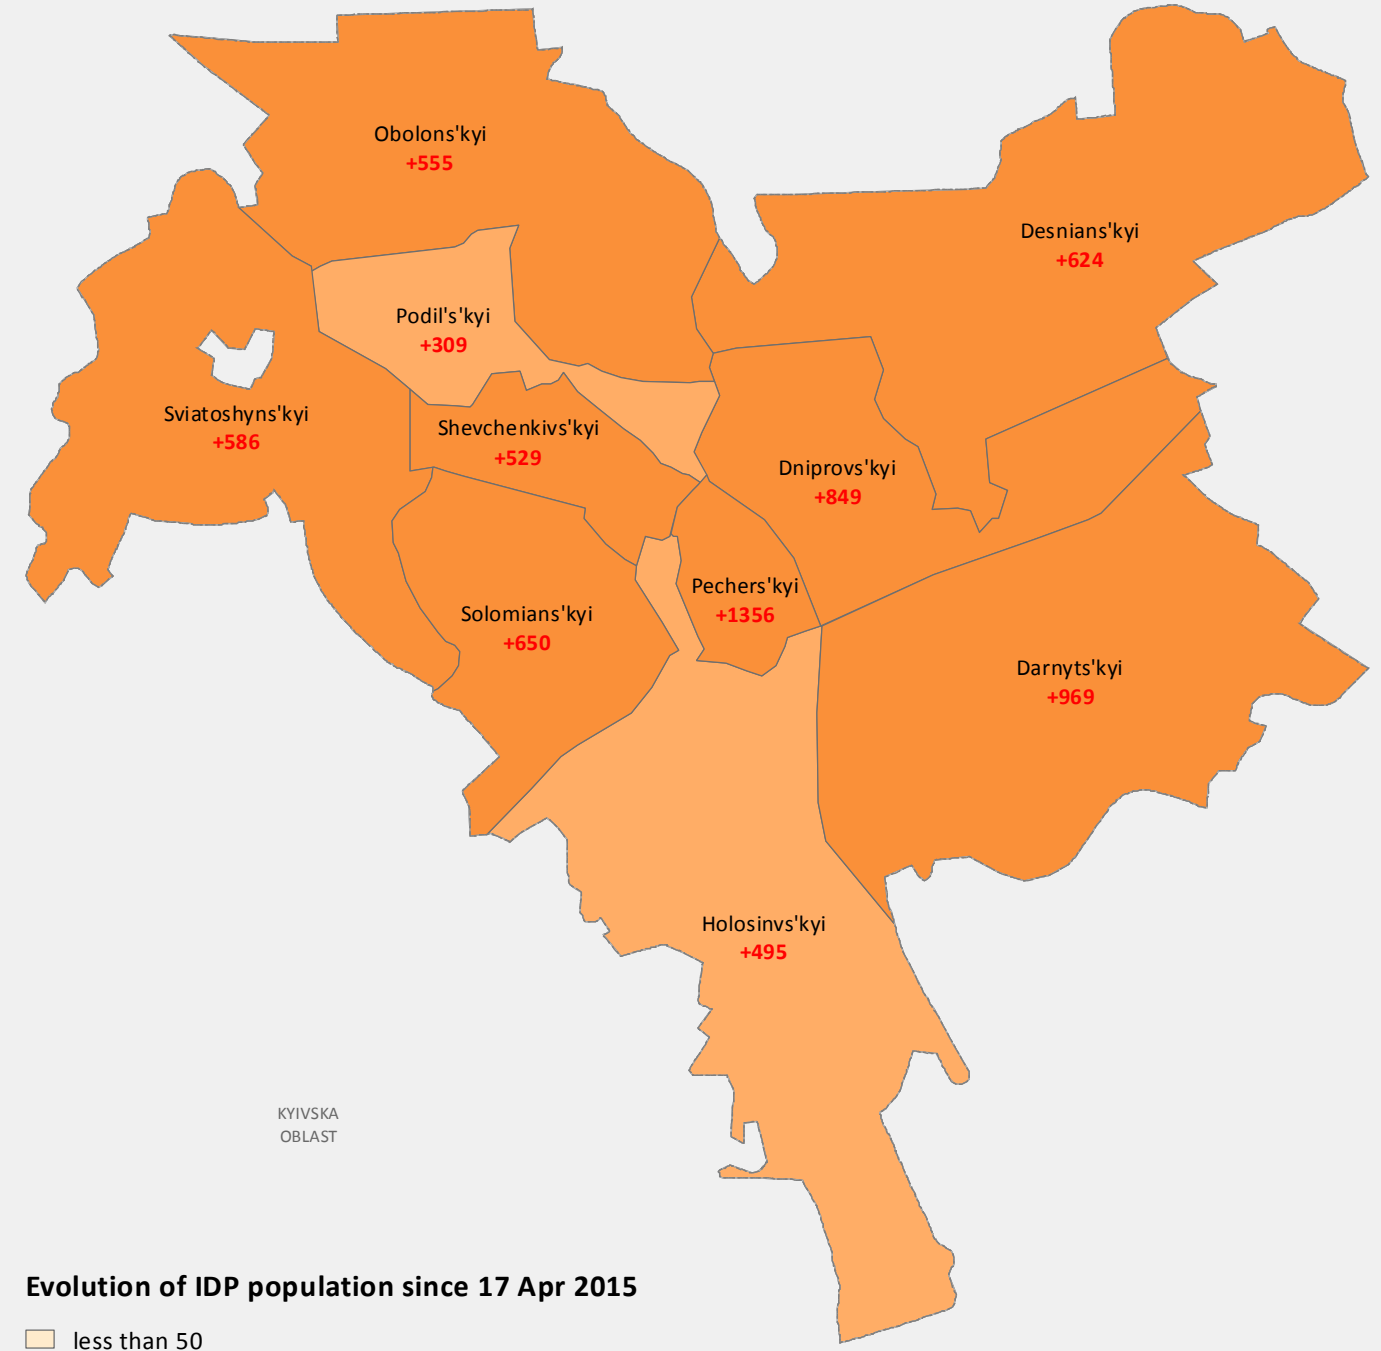 Obolons'kyi
+555
Desnians'kyi
+624
Podil's'kyi
+309
Sviatoshyns'kyi
+586
Shevchenkivs'kyi
+529
Dniprovs'kyi
+849
Pechers'kyi
+1356
Solomians'kyi
+650
Darnyts'kyi
+969
Holosinvs'kyi
+495
KYIVSKA
OBLAST
Evolution of IDP population since 17 Apr 2015
less than 50